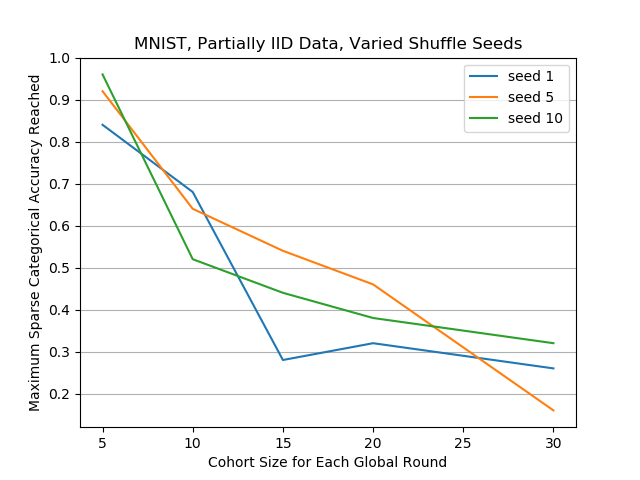 MNIST, Partially IID Data, Varied Shuffle Seeds
Maximum Sparse Categorical Accuracy Reached
1.0
0.9
0.8
0.7
0.6
0.5
0.4
0.3
0.2
seed 1
seed 5
seed 10
5 10 15 20 25 30
Cohort Size for Each Global Round